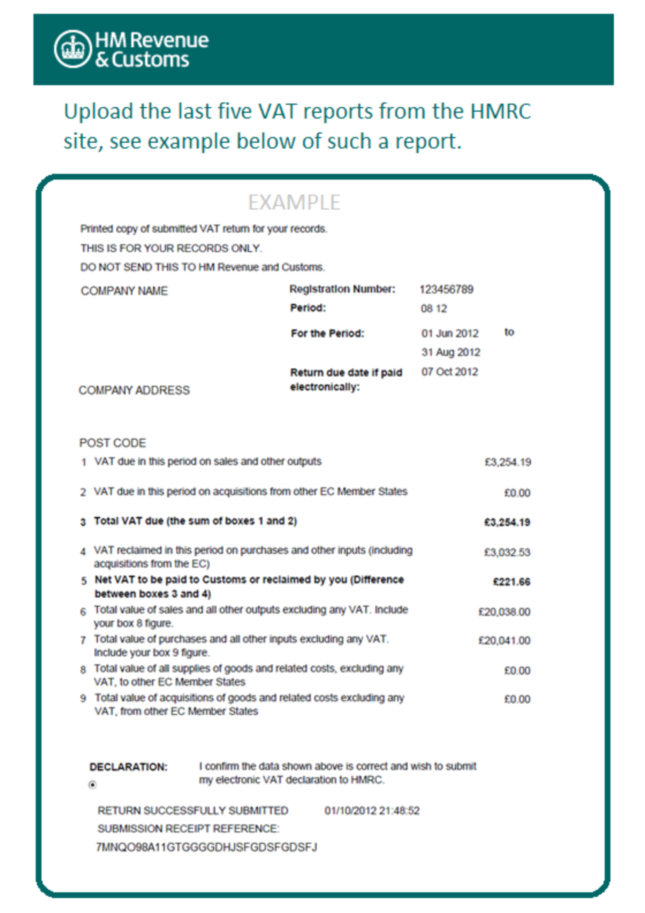 HM Revenue
& Customs
Upload the last five VAT reports from the HMRC
site, see example below of such a report.
EXAMPLE
Printed copy of submitted VAT return for your records.
THIS IS FOR YOUR RECORDS ONLY.
DO NOT SEND THIS TO HM Revenue and Customs.
COMPANY NAME Registration Number: 123456789
Period: 08 12
For the Period: 01 Jun 2012 to
31 Aug 2012
Return due date if paid 07 Oct 2012
electronically:
COMPANY ADDRESS
POST CODE
1 VAT due in this period on sales and other outputs £3,254.19
2 VAT due in this period on acquisitions from other EC Member States £0.00
3 Total VAT due (the sum of boxes 1 and 2) £3,254.19
4 VAT reclaimed in this period on purchases and other inputs (including £3,032.53
acquisitions from the EC)
5 Net VAT to be paid to Customs or reclaimed by you (Difference £221.66
between boxes 3 and 4)
6 Total value of sales and all other outputs excluding any VAT. Include £20,038.00
your box 8 figure.
7 Total value of purchases and all other inputs excluding any VAT. £20,041.00
Include your box 9 figure.
8 Total value of all supplies of goods and related costs, excluding any £0.00
VAT, to other EC Member States
9 Total value of acquisitions of goods and related costs excluding any £0.00
VAT, from other EC Member States
DECLARATION: I confirm the data shown above is correct and wish to submit
my electronic VAT declaration to HMRC.
RETURN SUCCESSFULLY SUBMITTED 01/10/2012 21:48:52
SUBMISSION RECEIPT REFERENCE:
7MNQO98A11GTGGGGDHJSFGDSFGDSFJ